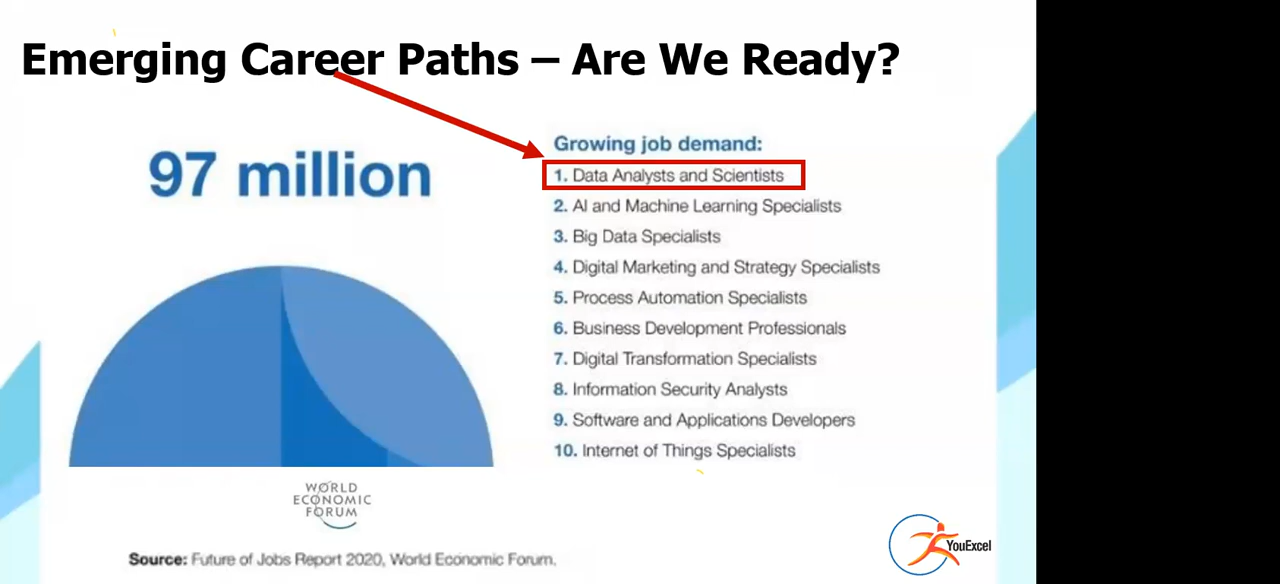 Emerging Career Paths – Are We Ready?
97 million
Growing job demand:
1. Data Analysts and Scientists
2. AI and Machine Learning Specialists
3. Big Data Specialists
4. Digital Marketing and Strategy Specialists
5. Process Automation Specialists
6. Business Development Professionals
7. Digital Transformation Specialists
8. Information Security Analysts
9. Software and Applications Developers
10. Internet of Things Specialists
WORLD
ECONOMIC
FORUM
Source: Future of Jobs Report 2020, World Economic Forum.
YouExcel